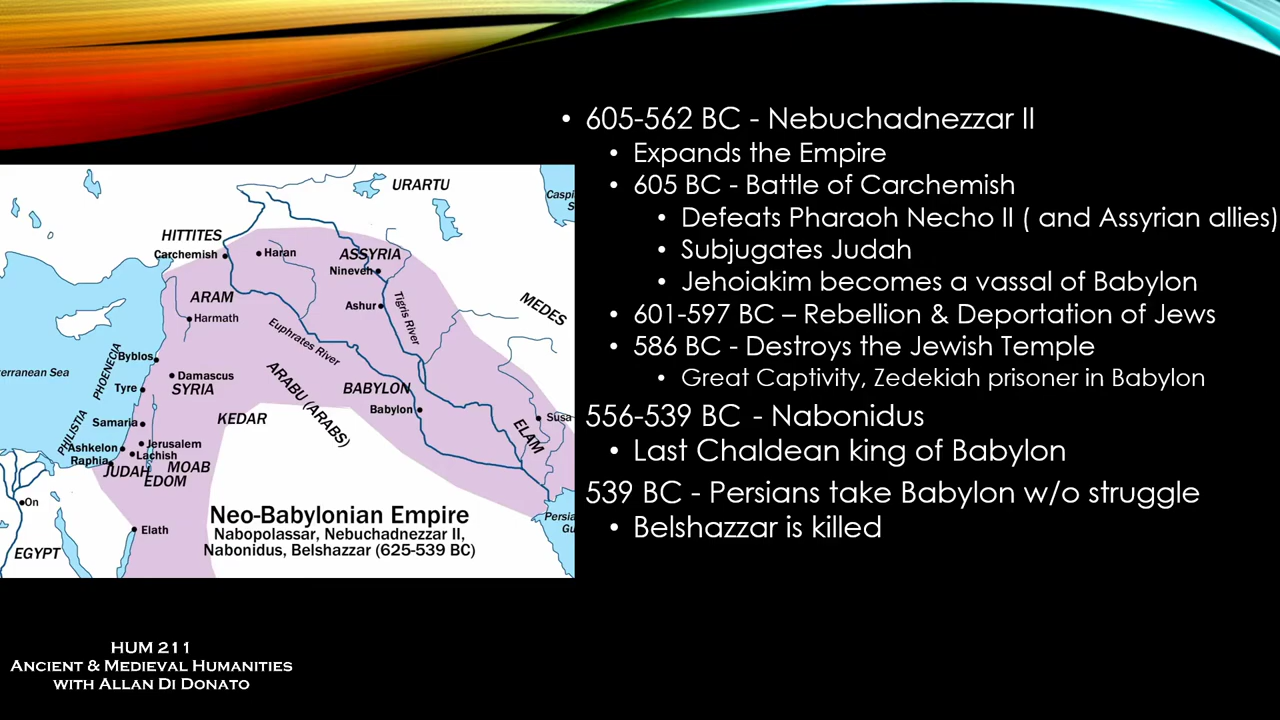 • 605-562 BC - Nebuchadnezzar II
• Expands the Empire
• 605 BC - Battle of Carchemish
• Defeats Pharaoh Necho II ( and Assyrian allies)
• Subjugates Judah
• Jehoiakim becomes a vassal of Babylon
• 601-597 BC – Rebellion & Deportation of Jews
• 586 BC - Destroys the Jewish Temple
• Great Captivity, Zedekiah prisoner in Babylon
556-539 BC - Nabonidus
• Last Chaldean king of Babylon
539 BC - Persians take Babylon w/o struggle
• Belshazzar is killed
URARTU
HITTITES
Carchemish
Haran
ASSYRIA
Nineveh
ARAM
Ashur
Tigris River
MEDES
Harmath
Euphrates River
Byblos
PHOENICIA
Damascus
Tyre
SYRIA
ARABU (ARABS)
BABYLON
Babylon
KEDAR
Susa
ELAM
Samaria
PHILISTIA
Jerusalem
Ashkelon
Lachish
Raphia
JUDAH
MOAB
EDOM
On
Elath
EGYPT
Neo-Babylonian Empire
Nabopolassar, Nebuchadnezzar II,
Nabonidus, Belshazzar (625-539 BC)
HUM 211
Ancient & Medieval Humanities
with Allan Di Donato